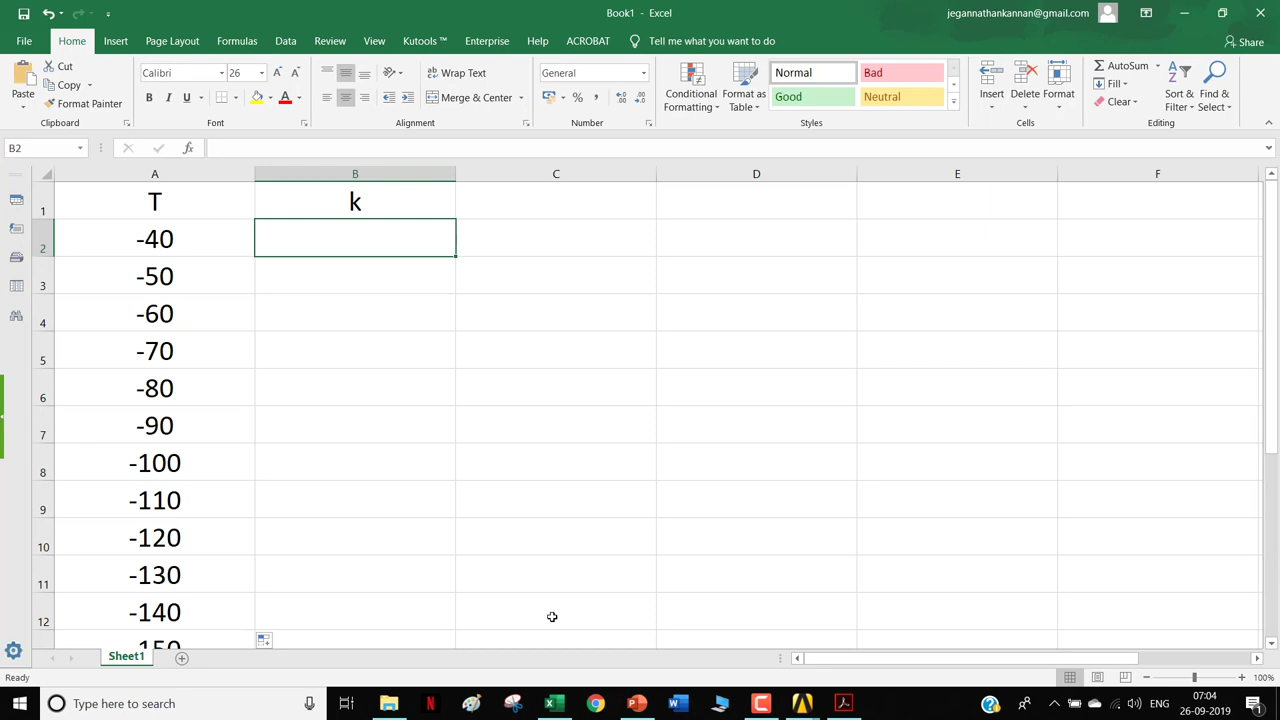 Book1 - Excel
jegannathankannan@gmail.com
File Home Insert Page Layout Formulas Data Review View Kutools ™ Enterprise Help ACROBAT Tell me what you want to do Share
Paste
Cut
Copy
Format Painter
Clipboard
Calibri 26
B I U
Font
Wrap Text
Merge & Center
Alignment
General
Number
Conditional Formatting
Format as Table
Normal Bad
Good Neutral
Styles
Insert Delete Format
Cells
AutoSum
Fill
Clear
Sort & Filter
Find & Select
Editing
B2
A B C D E F
1 T k
2 -40
3 -50
4 -60
5 -70
6 -80
7 -90
8 -100
9 -110
10 -120
11 -130
12 -140
-150
Sheet1
Ready 100%
Type here to search
ENG
07:04
26-09-2019